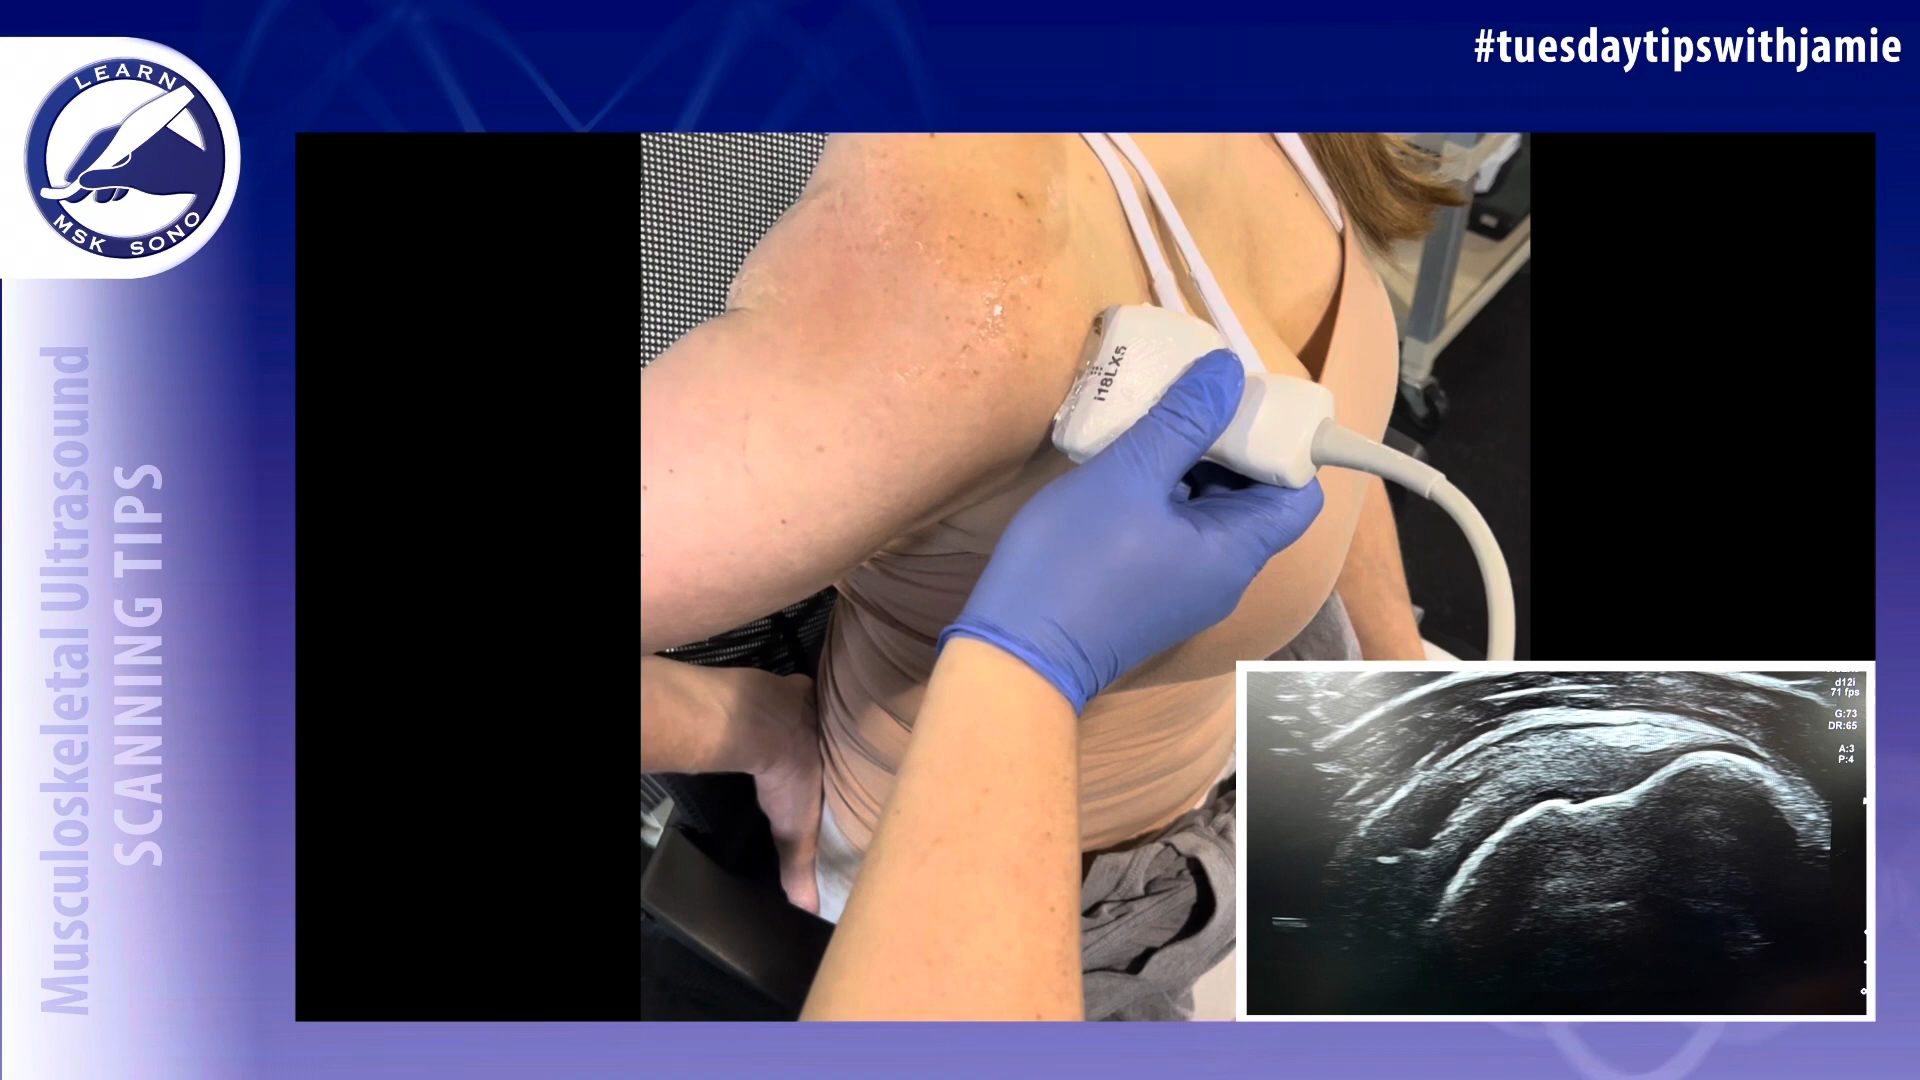 #tuesdaytipswithjamie
LEARN
MSK SONO
Musculoskeletal Ultrasound
SCANNING TIPS
i18LX5
d12i
71 fps
G:73
DR:65
A:3
P:4